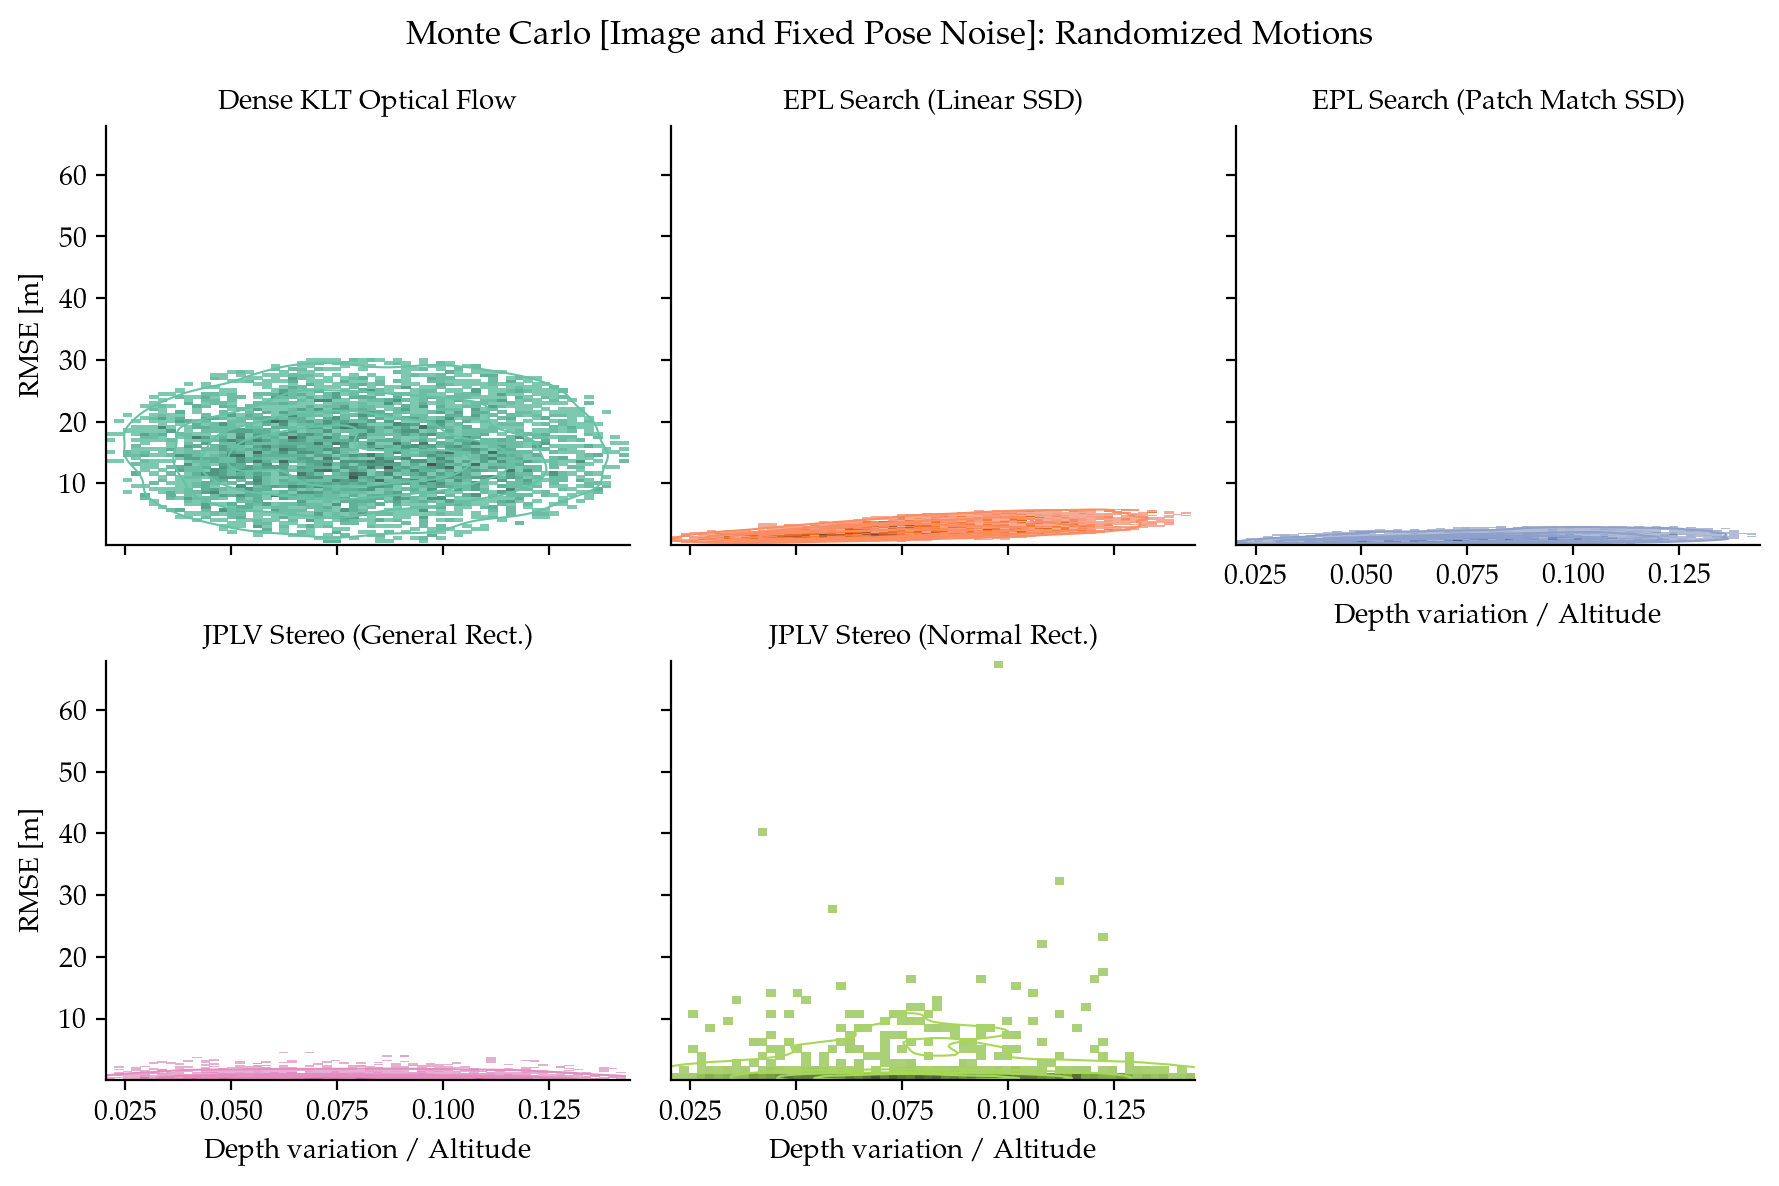 Monte Carlo [Image and Fixed Pose Noise]: Randomized Motions
Dense KLT Optical Flow
EPL Search (Linear SSD)
EPL Search (Patch Match SSD)
60
50
40
30
20
10
RMSE [m]
0.025 0.050 0.075 0.100 0.125
Depth variation / Altitude
JPLV Stereo (General Rect.)
JPLV Stereo (Normal Rect.)
60
50
40
30
20
10
RMSE [m]
0.025 0.050 0.075 0.100 0.125
0.025 0.050 0.075 0.100 0.125
Depth variation / Altitude
Depth variation / Altitude